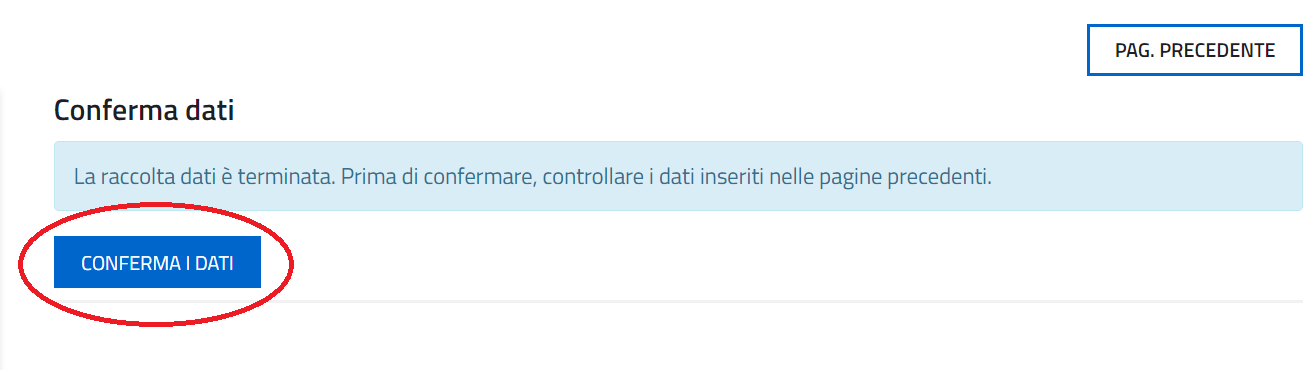 PAG. PRECEDENTE
Conferma dati
La raccolta dati è terminata. Prima di confermare, controllare i dati inseriti nelle pagine precedenti.
CONFERMA I DATI